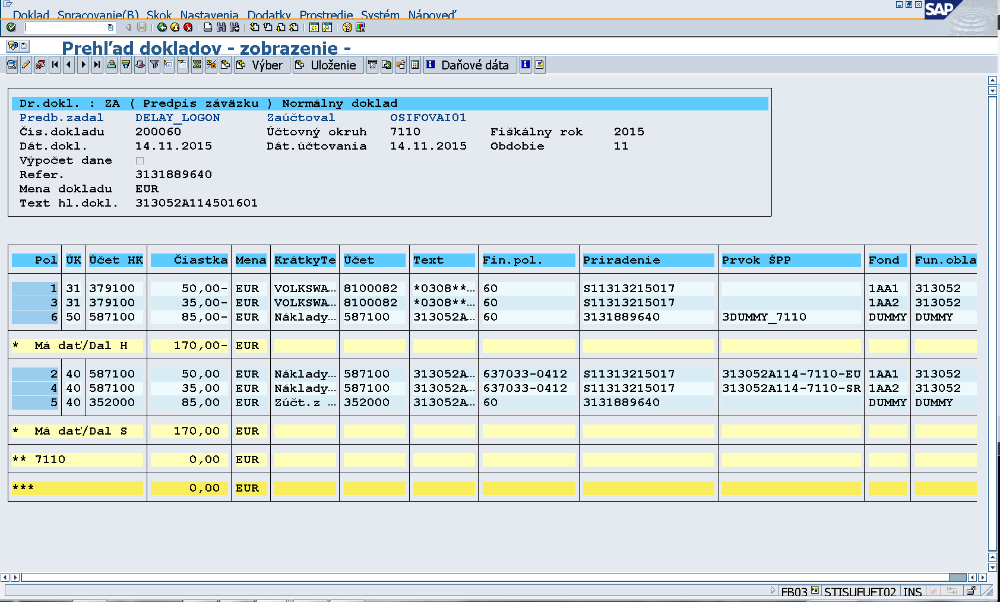 Doklad Spracovanie(B) Skok Nastavenia Dodatky Prostredie Systém Nápoveď
SAP
Prehľad dokladov - zobrazenie -
Výber Uloženie Daňové dáta
Dr.dokl. : ZA ( Predpis záväzku ) Normálny doklad
Predb.zadal DELAY_LOGON Zaúčtoval OSIFOVAI01
Čís.dokladu 200060 Účtovný okruh 7110 Fiškálny rok 2015
Dát.dokl. 14.11.2015 Dát.účtovania 14.11.2015 Obdobie 11
Výpočet dane
Refer. 3131889640
Mena dokladu EUR
Text hl.dokl. 313052A114501601
Pol ÚK Účet HK Čiastka Mena KrátkyTe Účet Text Fin.pol. Priradenie Prvok ŠPP Fond Fun.obla
1 31 379100 50,00- EUR VOLKSWA… 8100082 *0308**… 60 S11313215017 1AA1 313052
3 31 379100 35,00- EUR VOLKSWA… 8100082 *0308**… 60 S11313215017 1AA2 313052
6 50 587100 85,00- EUR Náklady… 587100 313052A… 60 3131889640 3DUMMY_7110 DUMMY DUMMY
* Má dať/Dal H 170,00- EUR
2 40 587100 50,00 EUR Náklady… 587100 313052A… 637033-0412 S11313215017 313052A114-7110-EU 1AA1 313052
4 40 587100 35,00 EUR Náklady… 587100 313052A… 637033-0412 S11313215017 313052A114-7110-SR 1AA2 313052
5 40 352000 85,00 EUR Zúčt.z … 352000 313052A… 60 3131889640 DUMMY DUMMY
* Má dať/Dal S 170,00 EUR
** 7110 0,00 EUR
*** 0,00 EUR
FB03 STISUFUFT02 INS